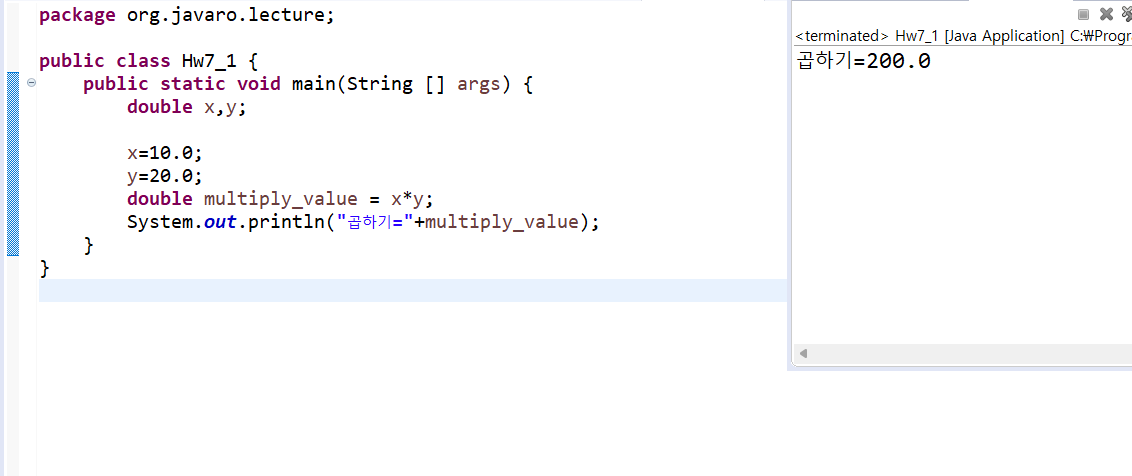 package org.javaro.lecture;
public class Hw7_1 {
public static void main(String [] args) {
double x,y;
x=10.0;
y=20.0;
double multiply_value = x*y;
System.out.println("곱하기="+multiply_value);
}
}
<terminated> Hw7_1 [Java Application] C:₩Progr
곱하기=200.0